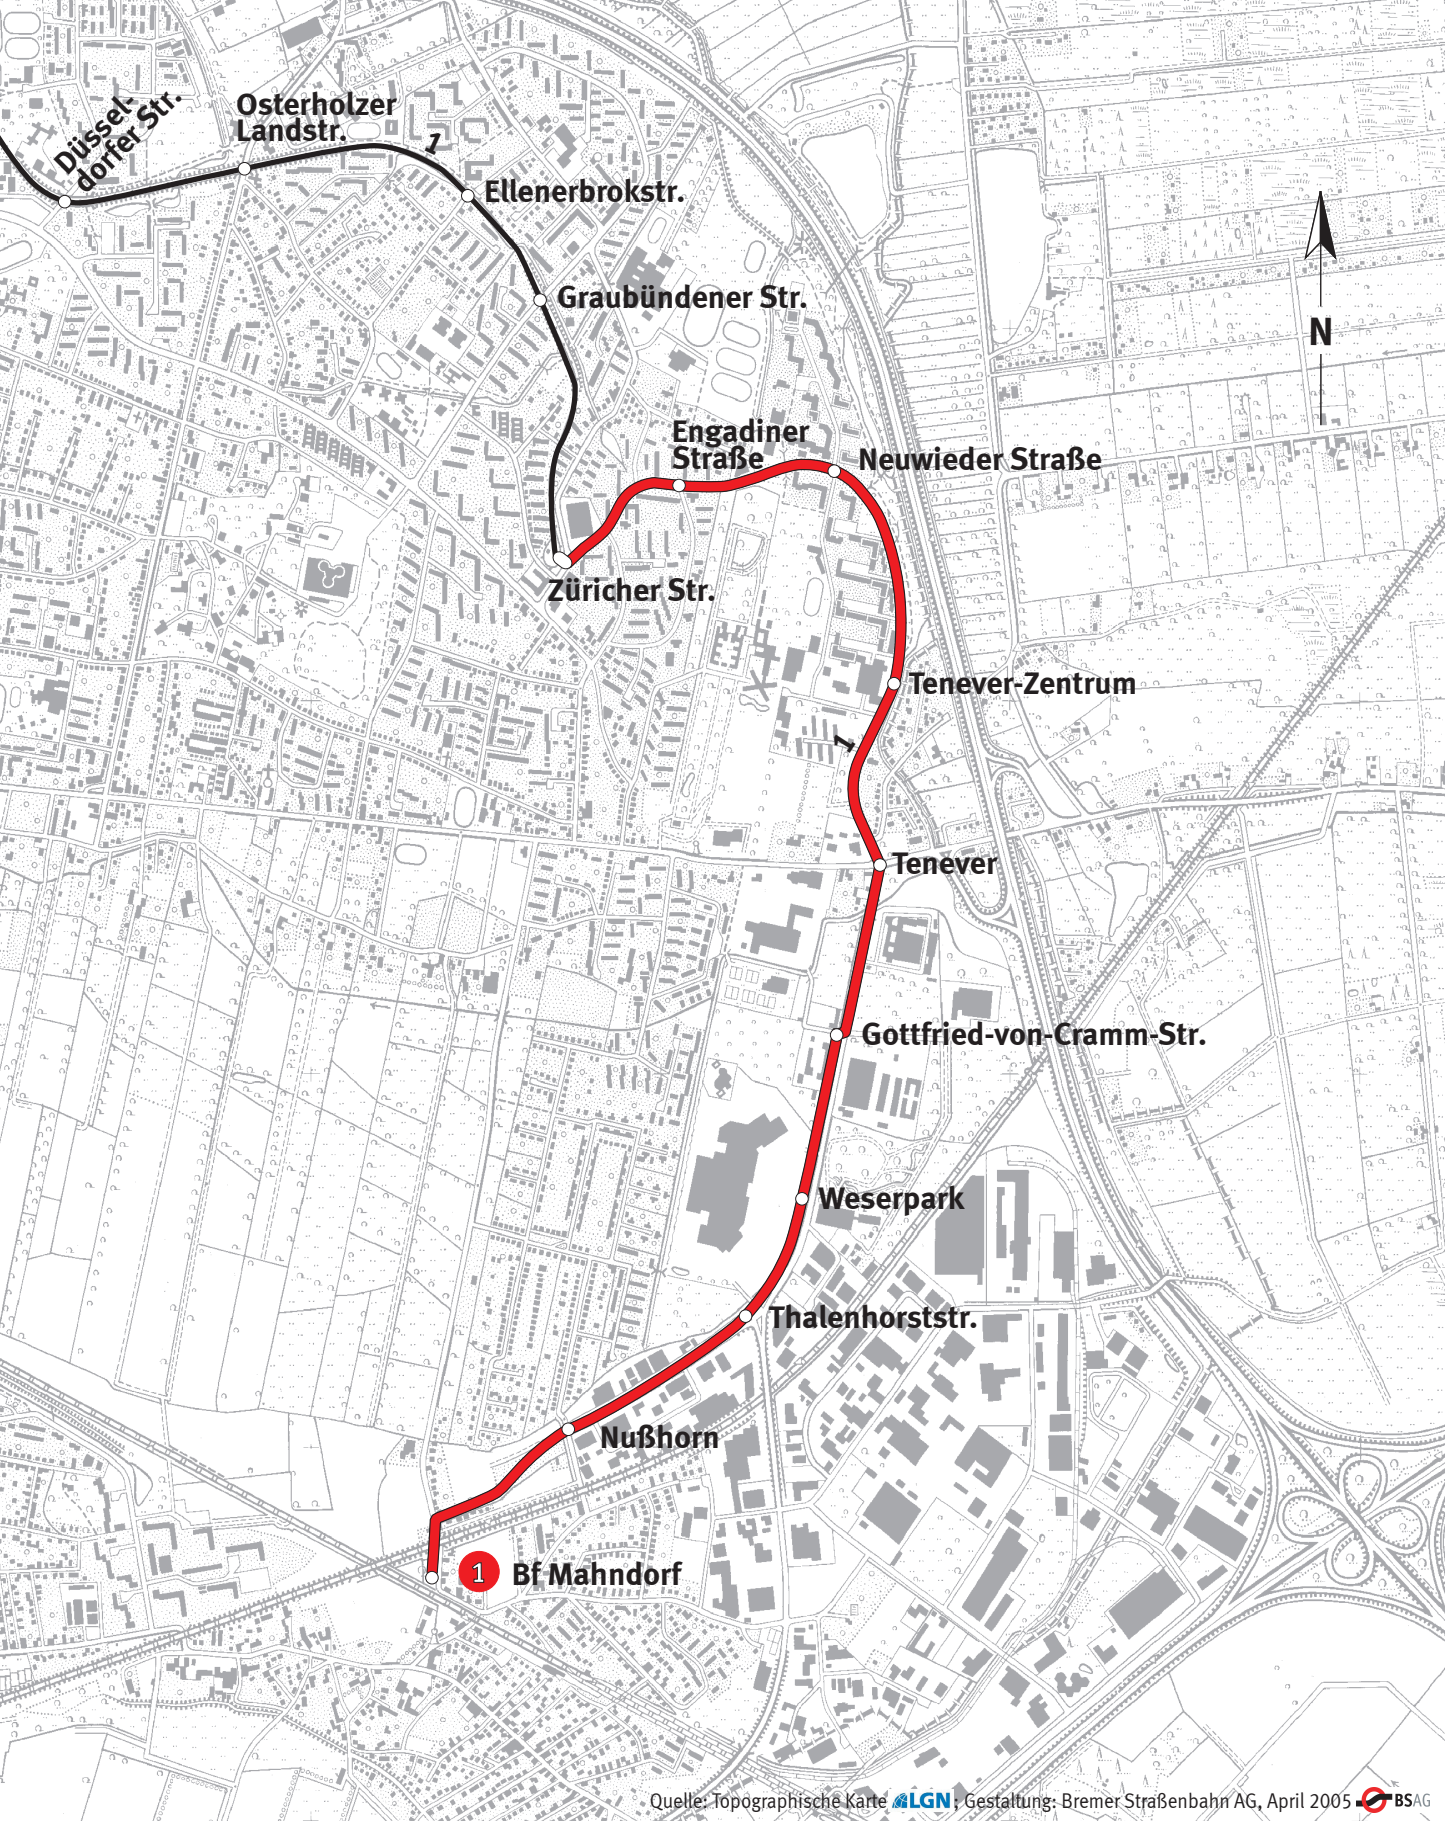 Düssel-
dorfer Str.
Osterholzer
Landstr.
1
Ellenerbrokstr.
Graubündener Str.
N
Engadiner
Straße
Neuwieder Straße
Züricher Str.
Tenever-Zentrum
1
Tenever
Gottfried-von-Cramm-Str.
Weserpark
Thalenhorststr.
Nußhorn
1 Bf Mahndorf
Quelle: Topographische Karte LGN; Gestaltung: Bremer Straßenbahn AG, April 2005 BSAG